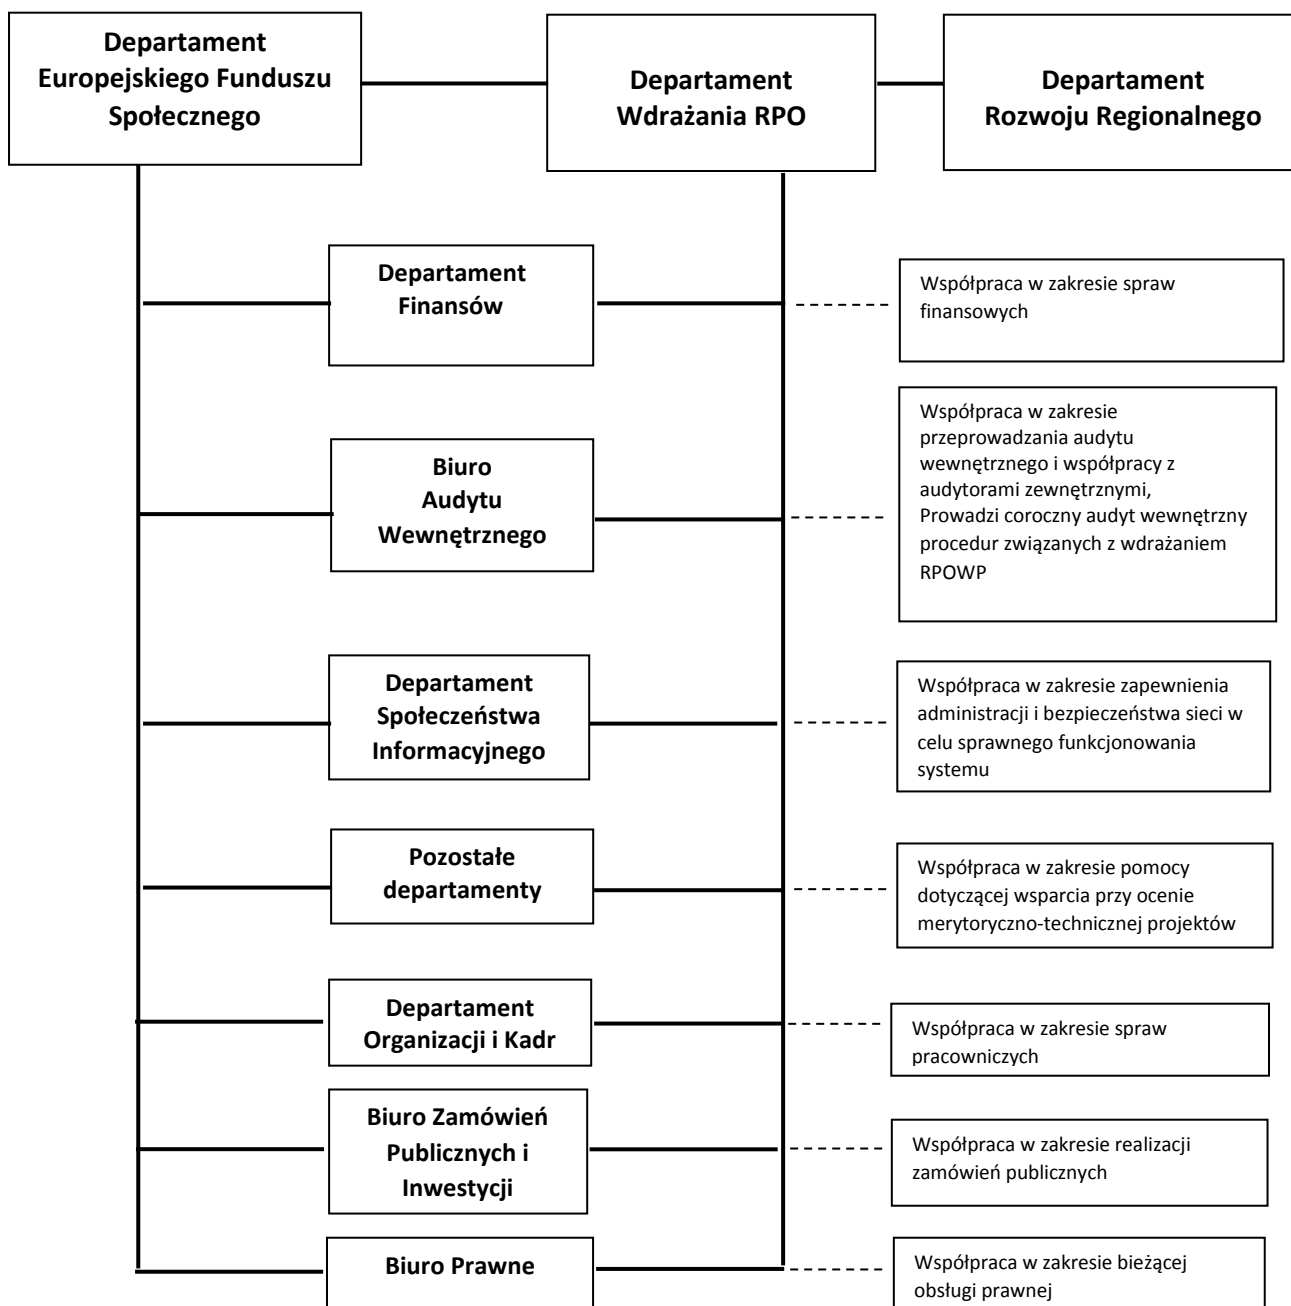 Departament
Europejskiego Funduszu
Społecznego
Departament
Wdrażania RPO
Departament
Rozwoju Regionalnego
Departament
Finansów
Współpraca w zakresie spraw
finansowych
Biuro
Audytu
Wewnętrznego
Współpraca w zakresie
przeprowadzania audytu
wewnętrznego i współpracy z
audytorami zewnętrznymi,
Prowadzi coroczny audyt wewnętrzny
procedur związanych z wdrażaniem
RPOWP
Departament
Społeczeństwa
Informacyjnego
Współpraca w zakresie zapewnienia
administracji i bezpieczeństwa sieci w
celu sprawnego funkcjonowania
systemu
Pozostałe
departamenty
Współpraca w zakresie pomocy
dotyczącej wsparcia przy ocenie
merytoryczno-technicznej projektów
Departament
Organizacji i Kadr
Współpraca w zakresie spraw
pracowniczych
Biuro Zamówień
Publicznych i
Inwestycji
Współpraca w zakresie realizacji
zamówień publicznych
Biuro Prawne
Współpraca w zakresie bieżącej
obsługi prawnej